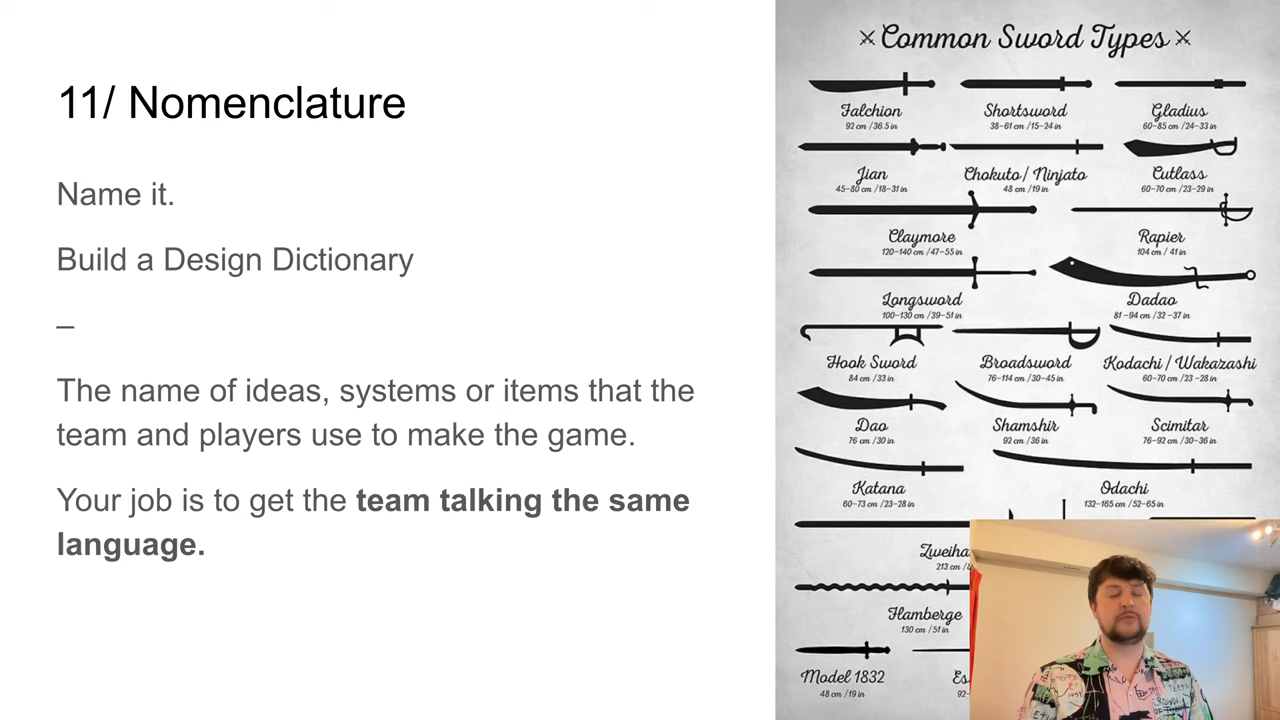 11/ Nomenclature
Name it.
Build a Design Dictionary
–
The name of ideas, systems or items that the
team and players use to make the game.
Your job is to get the team talking the same
language.
Common Sword Types
Falchion Shortsword Gladius
92 cm / 36.5 in 38-61 cm / 15-24 in 60-85 cm / 24-33 in
Jian Chokuto / Ninjato Cutlass
45-80 cm / 18-31 in 48 cm / 19 in 60-70 cm / 23-29 in
Claymore Rapier
120-140 cm / 47-55 in 104 cm / 41 in
Longsword Dadao
100-130 cm / 39-51 in 81-94 cm / 32-37 in
Hook Sword Broadsword Kodachi / Wakazashi
84 cm / 33 in 76-114 cm / 30-45 in 60-70 cm / 23-28 in
Dao Shamshir Scimitar
76 cm / 30 in 92 cm / 36 in 76-92 cm / 30-36 in
Katana Odachi
60-73 cm / 23-28 in 132-165 cm / 52-65 in
Zweiha
213 cm /
Flamberge
130 cm / 51 in
Model 1832 Es
48 cm / 19 in 92-